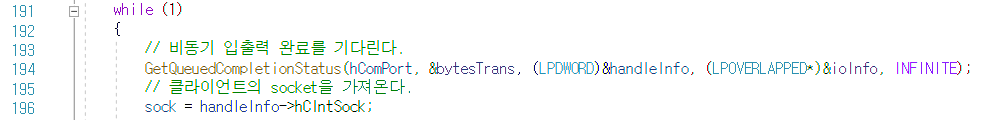 191 while (1)
192 {
193 // 비동기 입출력 완료를 기다린다.
194 GetQueuedCompletionStatus(hComPort, &bytesTrans, (LPDWORD)&handleInfo, (LPOVERLAPPED*)&ioInfo, INFINITE);
195 // 클라이언트의 socket을 가져온다.
196 sock = handleInfo->hClntSock;